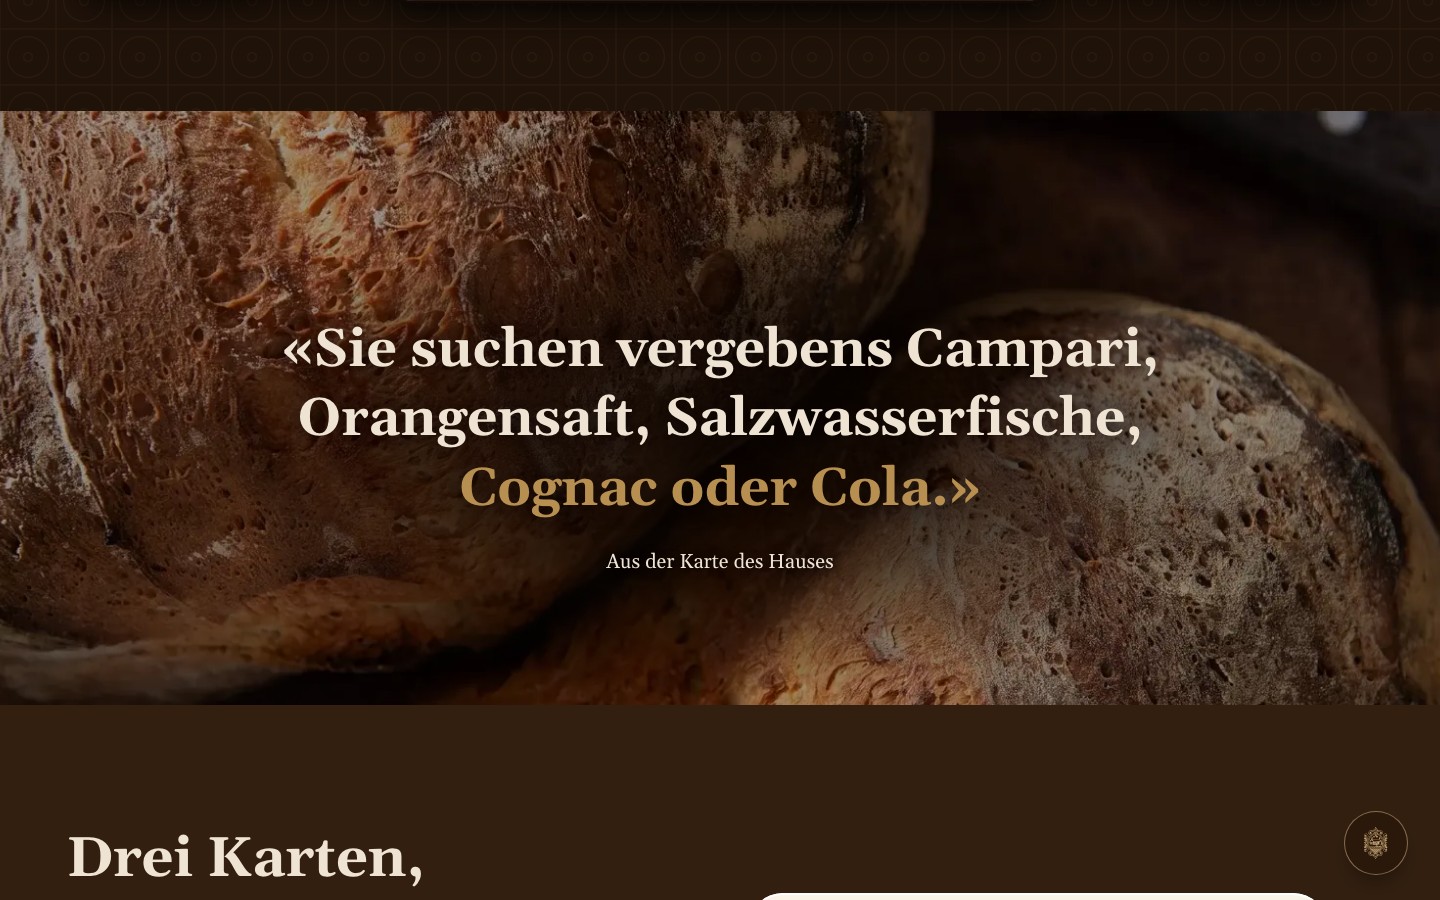 «Sie suchen vergebens Campari,
Orangensaft, Salzwasserfische,
Cognac oder Cola.»
Aus der Karte des Hauses
Drei Karten,